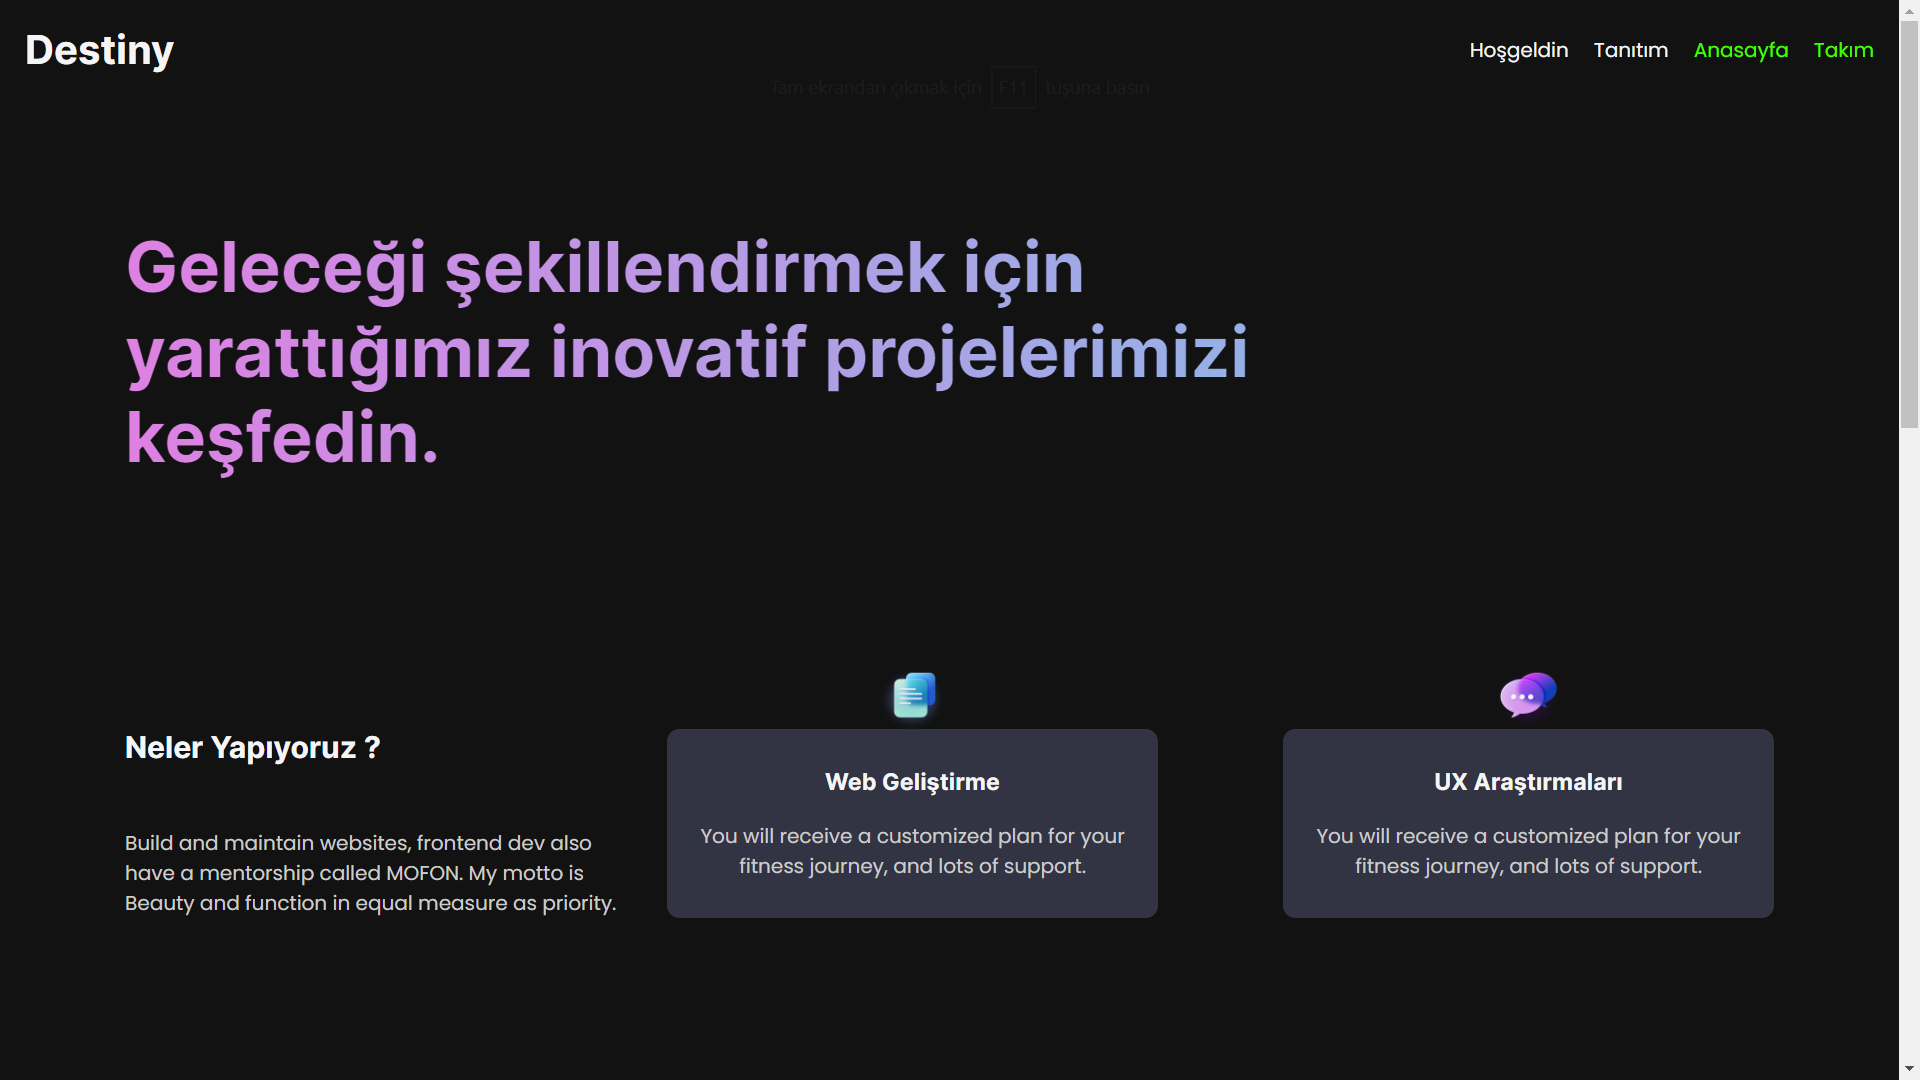 Destiny
Hoşgeldin Tanıtım Anasayfa Takım
Tam ekrandan çıkmak için F11 tuşuna basın
Geleceği şekillendirmek için
yarattığımız inovatif projelerimizi
keşfedin.
Neler Yapıyoruz ?
Build and maintain websites, frontend dev also
have a mentorship called MOFON. My motto is
Beauty and function in equal measure as priority.
Web Geliştirme
You will receive a customized plan for your
fitness journey, and lots of support.
UX Araştırmaları
You will receive a customized plan for your
fitness journey, and lots of support.